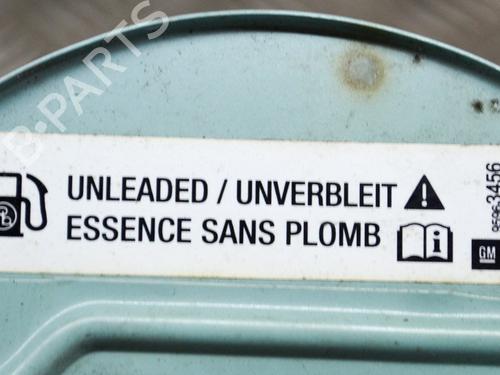 B-PARTS
UNLEADED / UNVERBLEIT
ESSENCE SANS PLOMB
GM